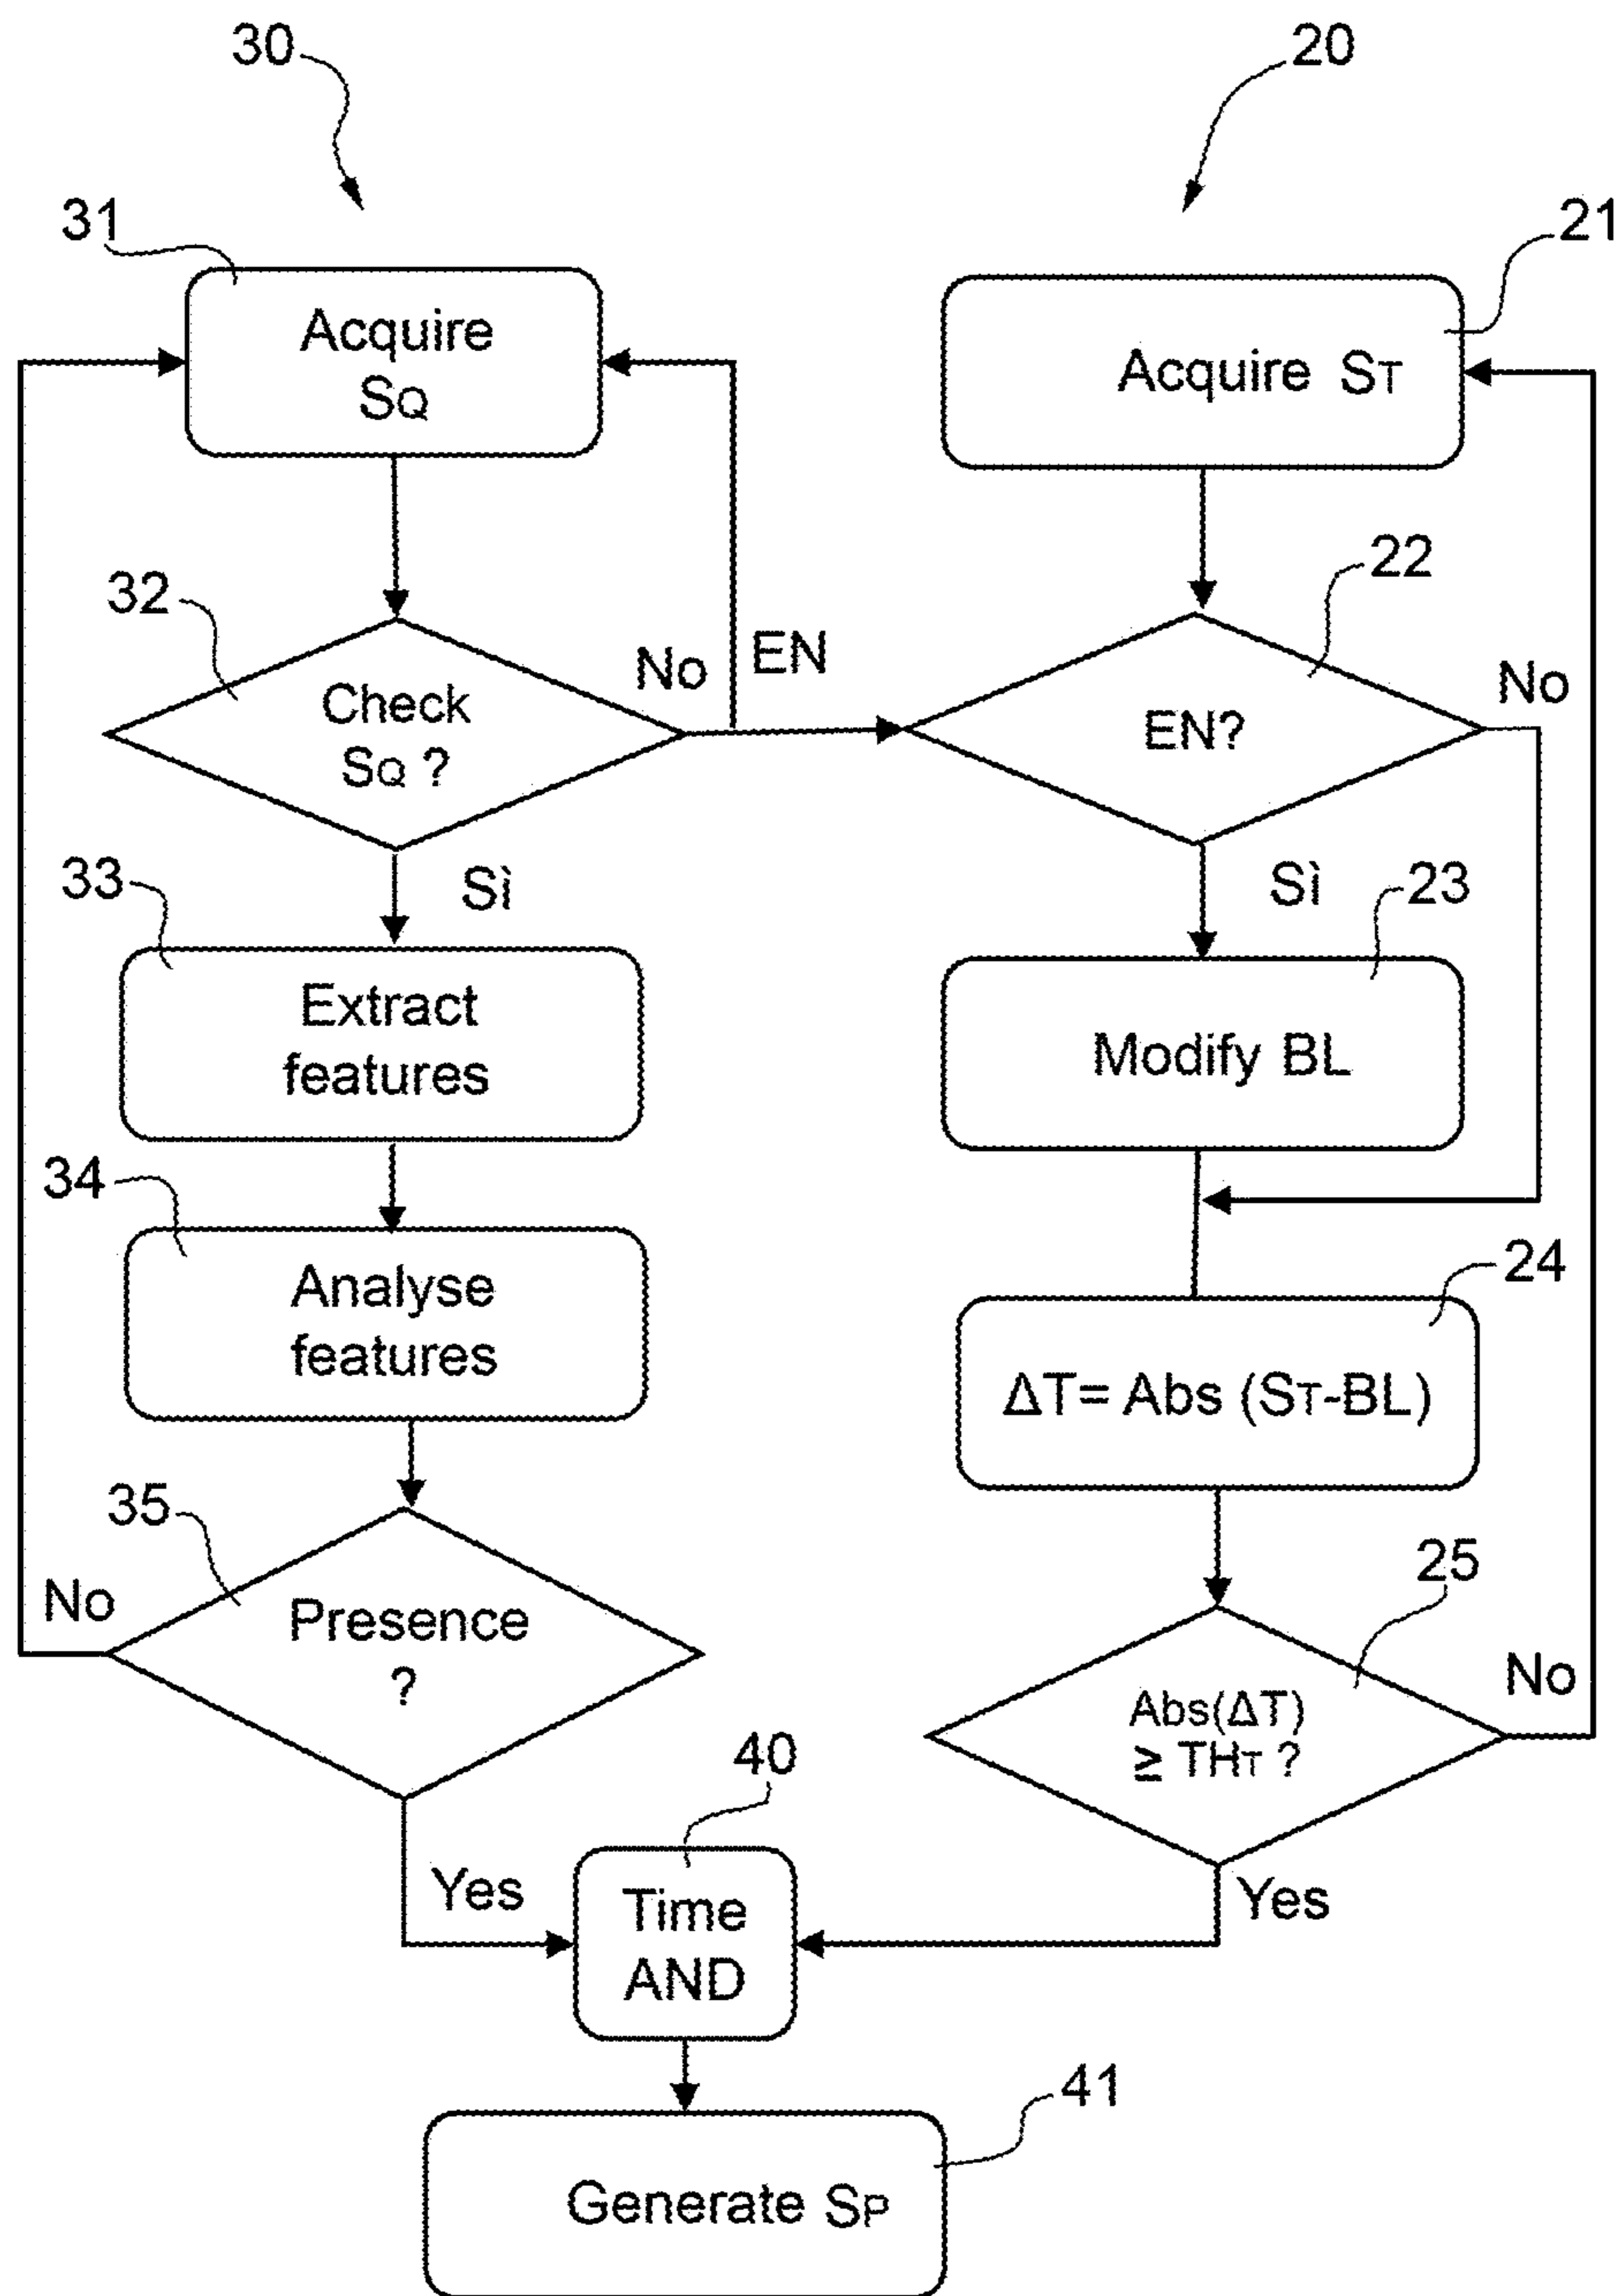 30
20
31
21
Acquire
SQ
Acquire ST
32
22
No
EN
No
Check
SQ ?
EN?
33
Sì
Sì
23
Extract
features
Modify BL
34
24
Analyse
features
ΔT= Abs (ST-BL)
35
25
No
Presence
?
No
Abs(ΔT)
≥ THT ?
40
Yes
Time
AND
Yes
41
Generate SP